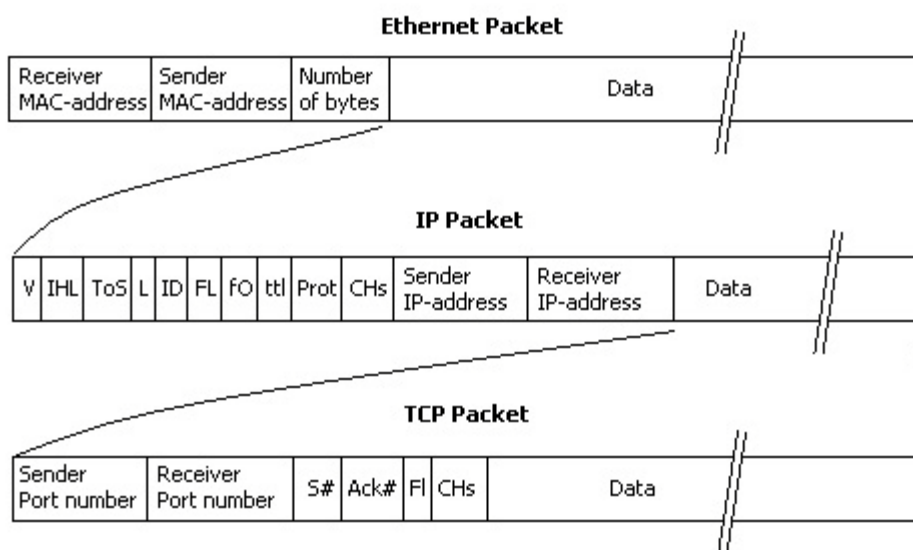 Ethernet Packet
Receiver
MAC-address
Sender
MAC-address
Number
of bytes
Data
IP Packet
V
IHL
ToS
L
ID
FL
fO
ttl
Prot
CHs
Sender
IP-address
Receiver
IP-address
Data
TCP Packet
Sender
Port number
Receiver
Port number
S#
Ack#
Fl
CHs
Data